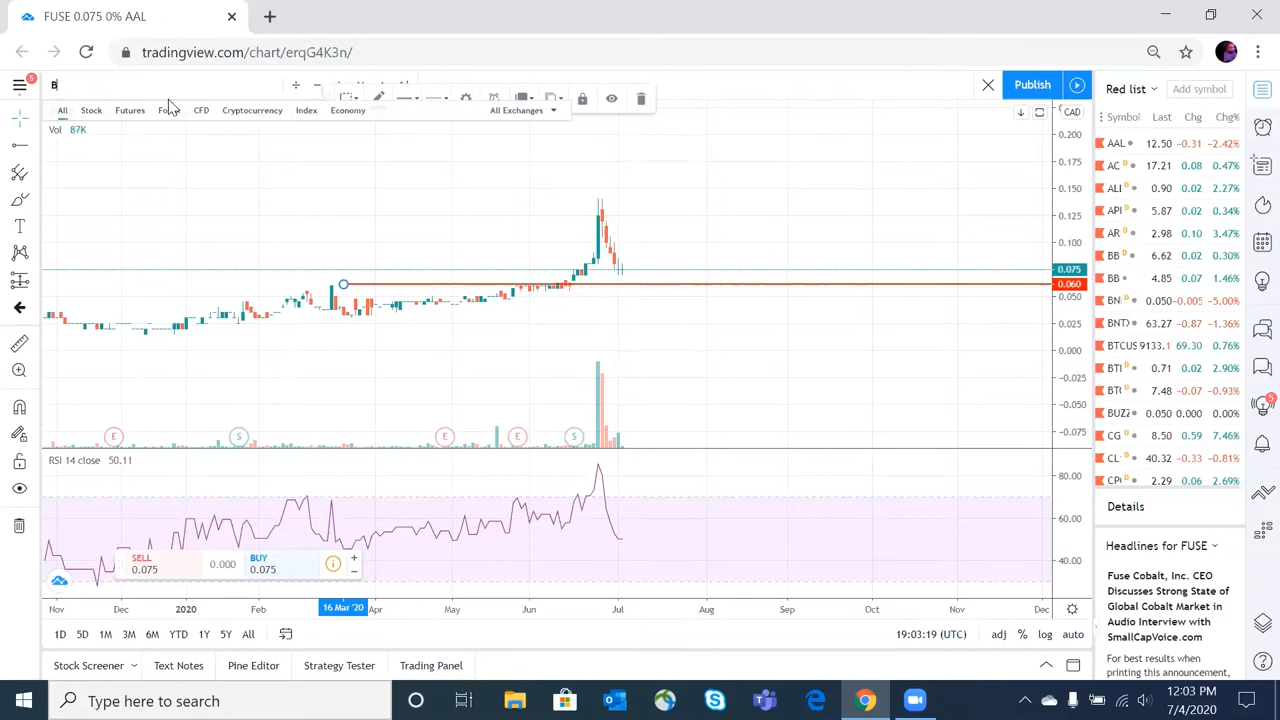 FUSE 0.075 0% AAL
tradingview.com/chart/erqG4K3n/
5
B
Publish
All Stock Futures CFD Cryptocurrency Index Economy All Exchanges
Vol 87K
CAD
0.200
0.175
0.150
0.125
0.100
0.075
0.060
0.050
0.025
0.000
−0.025
−0.050
−0.075
E S E E S
RSI 14 close 50.11
80.00
60.00
40.00
SELL
0.075
0.000
BUY
0.075
Nov Dec 2020 Feb 16 Mar '20 Apr May Jun Jul Aug Sep Oct Nov Dec
1D 5D 1M 3M 6M YTD 1Y 5Y All
19:03:19 (UTC) adj % log auto
Stock Screener Text Notes Pine Editor Strategy Tester Trading Panel
Red list Add symbol
Symbol Last Chg Chg%
AAL 12.50 −0.31 −2.42%
AC D 17.21 0.08 0.47%
ALI D 0.90 0.02 2.27%
API D 5.87 0.02 0.34%
AR D 2.98 0.10 3.47%
BB D 6.62 0.02 0.30%
BB 4.85 0.07 1.46%
BN D 0.050 −0.005 −5.00%
BNTX 63.27 −0.87 −1.36%
BTCUS 9133.1 69.30 0.76%
BTI D 0.71 0.02 2.90%
BT D 7.48 −0.07 −0.93%
BUZZ 0.050 0.000 0.00%
CG D 8.50 0.59 7.46%
CL D 40.32 −0.33 −0.81%
CP D 2.29 0.06 2.69%
Details
Headlines for FUSE
Fuse Cobalt, Inc. CEO
Discusses Strong State of
Global Cobalt Market in
Audio Interview with
SmallCapVoice.com
For best results when
printing this announcement,
5
Type here to search
12:03 PM
7/4/2020